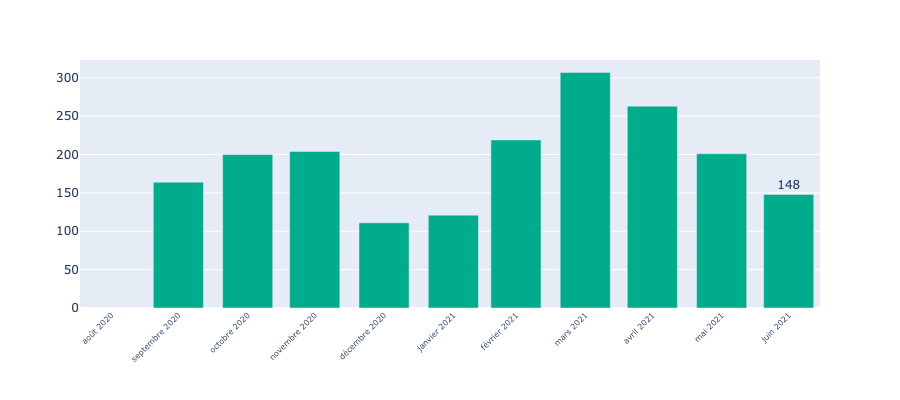 300
250
200
150
100
50
0
148
août 2020
septembre 2020
octobre 2020
novembre 2020
décembre 2020
janvier 2021
février 2021
mars 2021
avril 2021
mai 2021
juin 2021